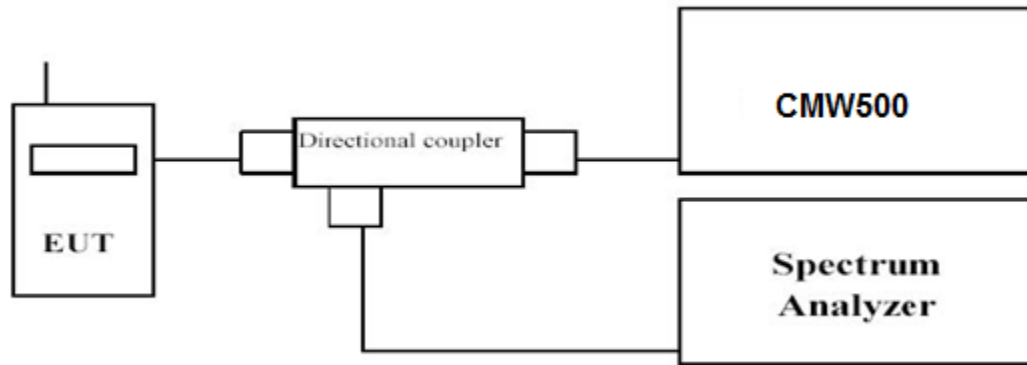 EUT
Directional coupler
CMW500
Spectrum
Analyzer